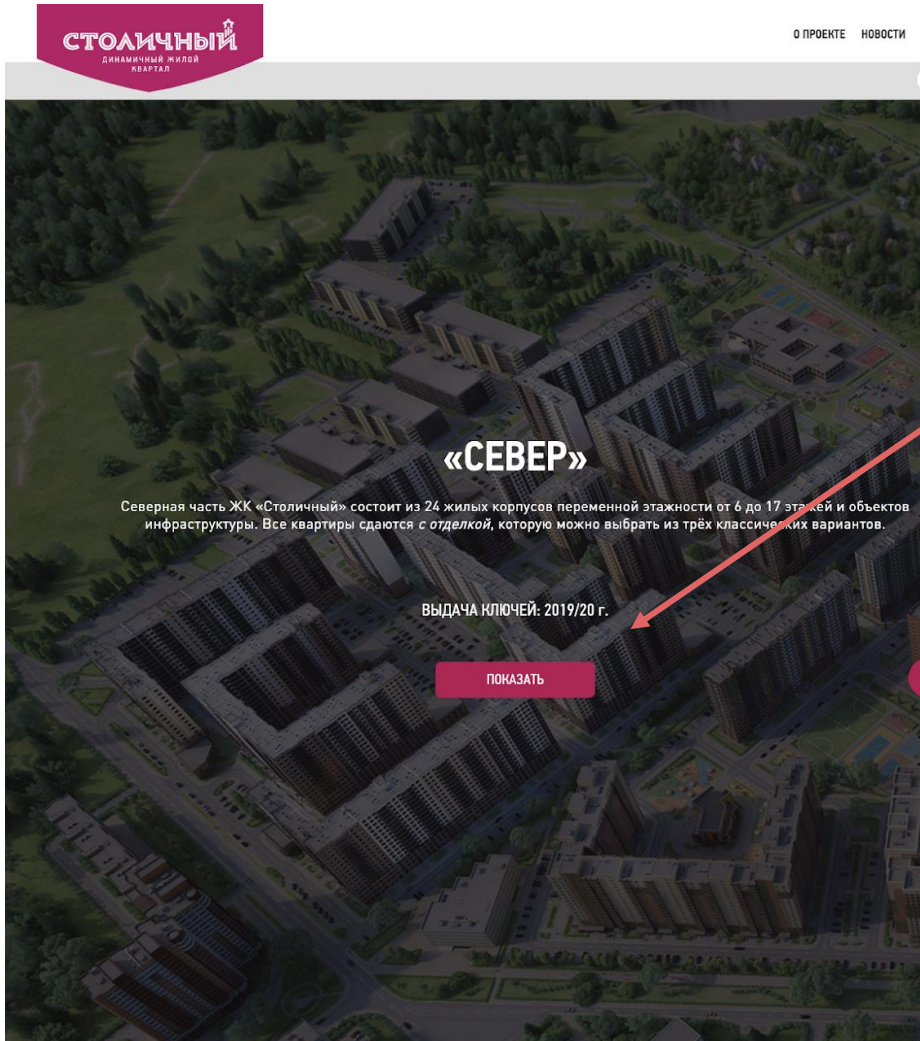 СТОЛИЧНЫЙ
ДИНАМИЧНЫЙ ЖИЛОЙ
КВАРТАЛ
О ПРОЕКТЕ НОВОСТИ
«СЕВЕР»
Северная часть ЖК «Столичный» состоит из 24 жилых корпусов переменной этажности от 6 до 17 этажей и объектов
инфраструктуры. Все квартиры сдаются с отделкой, которую можно выбрать из трёх классических вариантов.
ВЫДАЧА КЛЮЧЕЙ: 2019/20 г.
ПОКАЗАТЬ